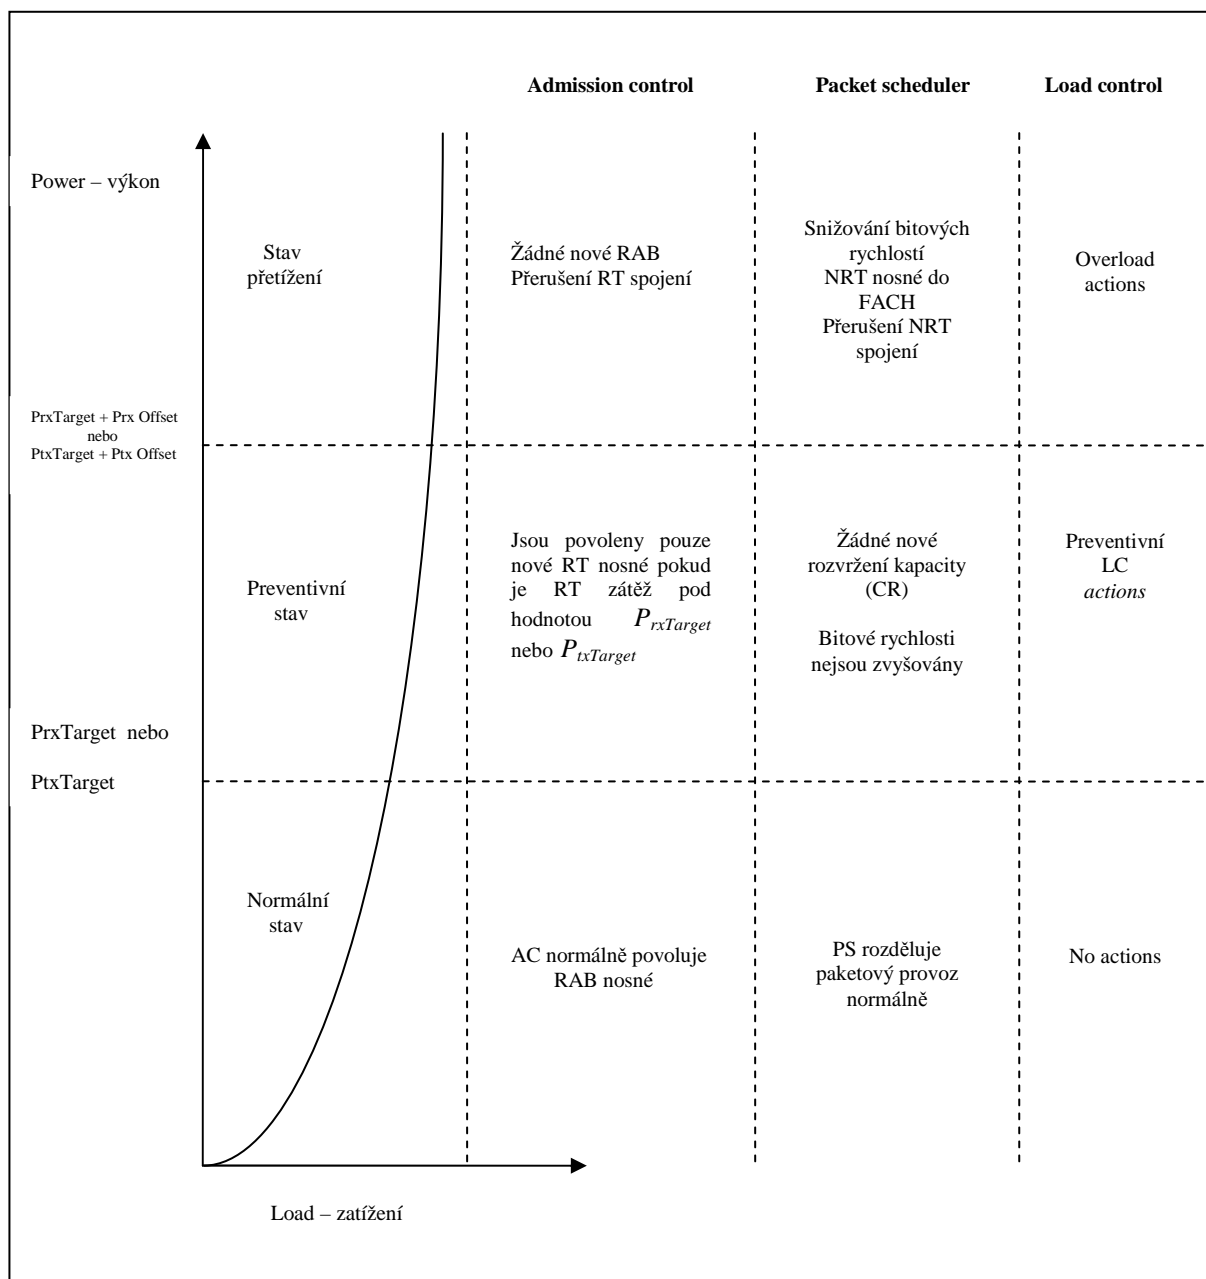 Admission control
Packet scheduler
Load control
Power – výkon
Stav
přetížení
Žádné nové RAB
Přerušení RT spojení
Snižování bitových
rychlostí
NRT nosné do
FACH
Přerušení NRT
spojení
Overload
actions
PrxTarget + Prx Offset
nebo
PtxTarget + Ptx Offset
Preventivní
stav
Jsou povoleny pouze
nové RT nosné pokud
je RT zátěž pod
hodnotou P_rxTarget
nebo P_txTarget
Žádné nové
rozvržení kapacity
(CR)
Bitové rychlosti
nejsou zvyšovány
Preventivní
LC
actions
PrxTarget nebo
PtxTarget
Normální
stav
AC normálně povoluje
RAB nosné
PS rozděluje
paketový provoz
normálně
No actions
Load – zatížení